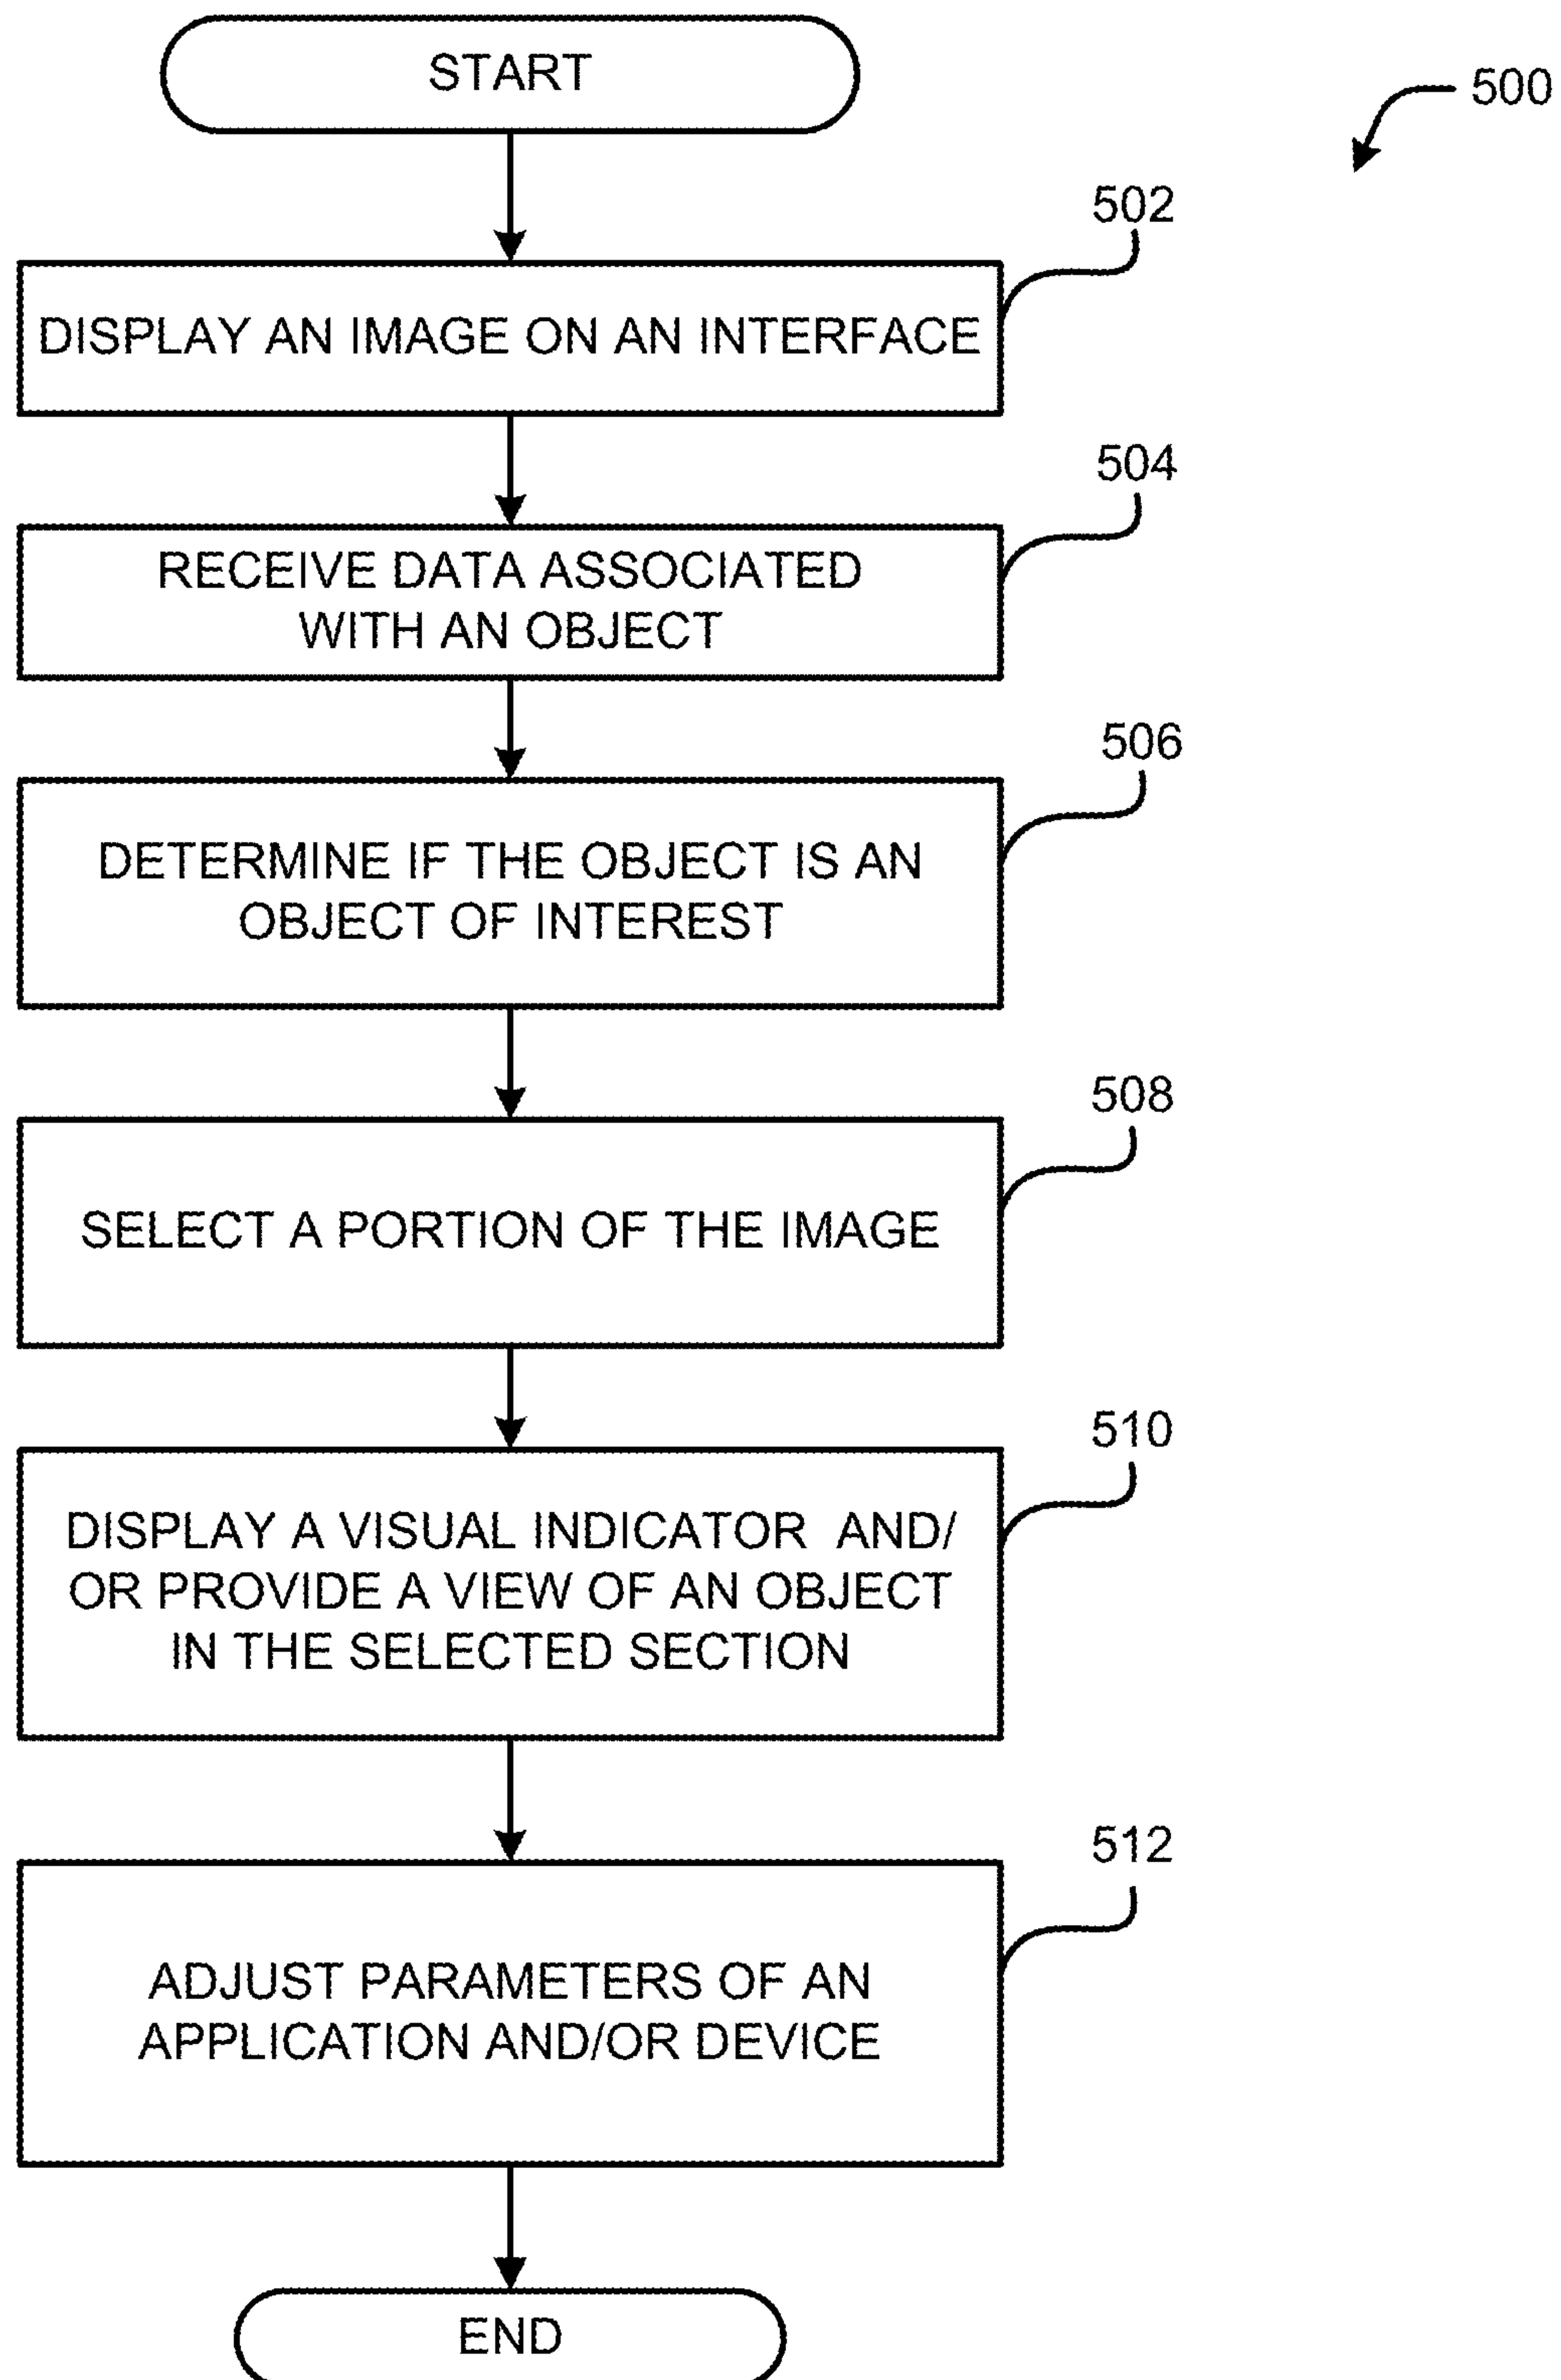 START
500
502
DISPLAY AN IMAGE ON AN INTERFACE
504
RECEIVE DATA ASSOCIATED
WITH AN OBJECT
506
DETERMINE IF THE OBJECT IS AN
OBJECT OF INTEREST
508
SELECT A PORTION OF THE IMAGE
510
DISPLAY A VISUAL INDICATOR AND/
OR PROVIDE A VIEW OF AN OBJECT
IN THE SELECTED SECTION
512
ADJUST PARAMETERS OF AN
APPLICATION AND/OR DEVICE
END